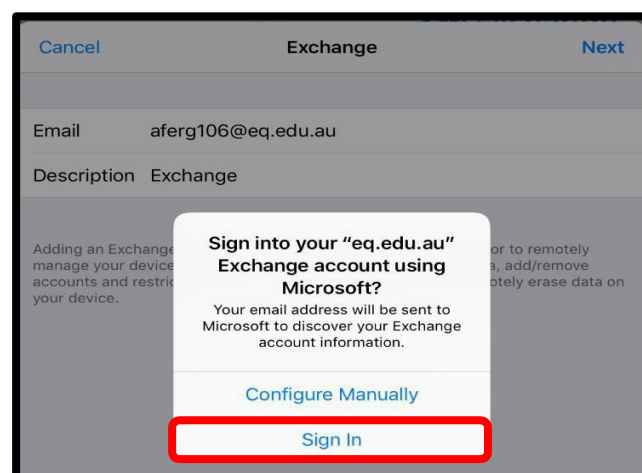 Cancel Exchange Next
Email aferg106@eq.edu.au
Description Exchange
Adding an Exchange or to remotely
manage your device a, add/remove
accounts and restric otely erase data on
your device.
Sign into your “eq.edu.au”
Exchange account using
Microsoft?
Your email address will be sent to
Microsoft to discover your Exchange
account information.
Configure Manually
Sign In